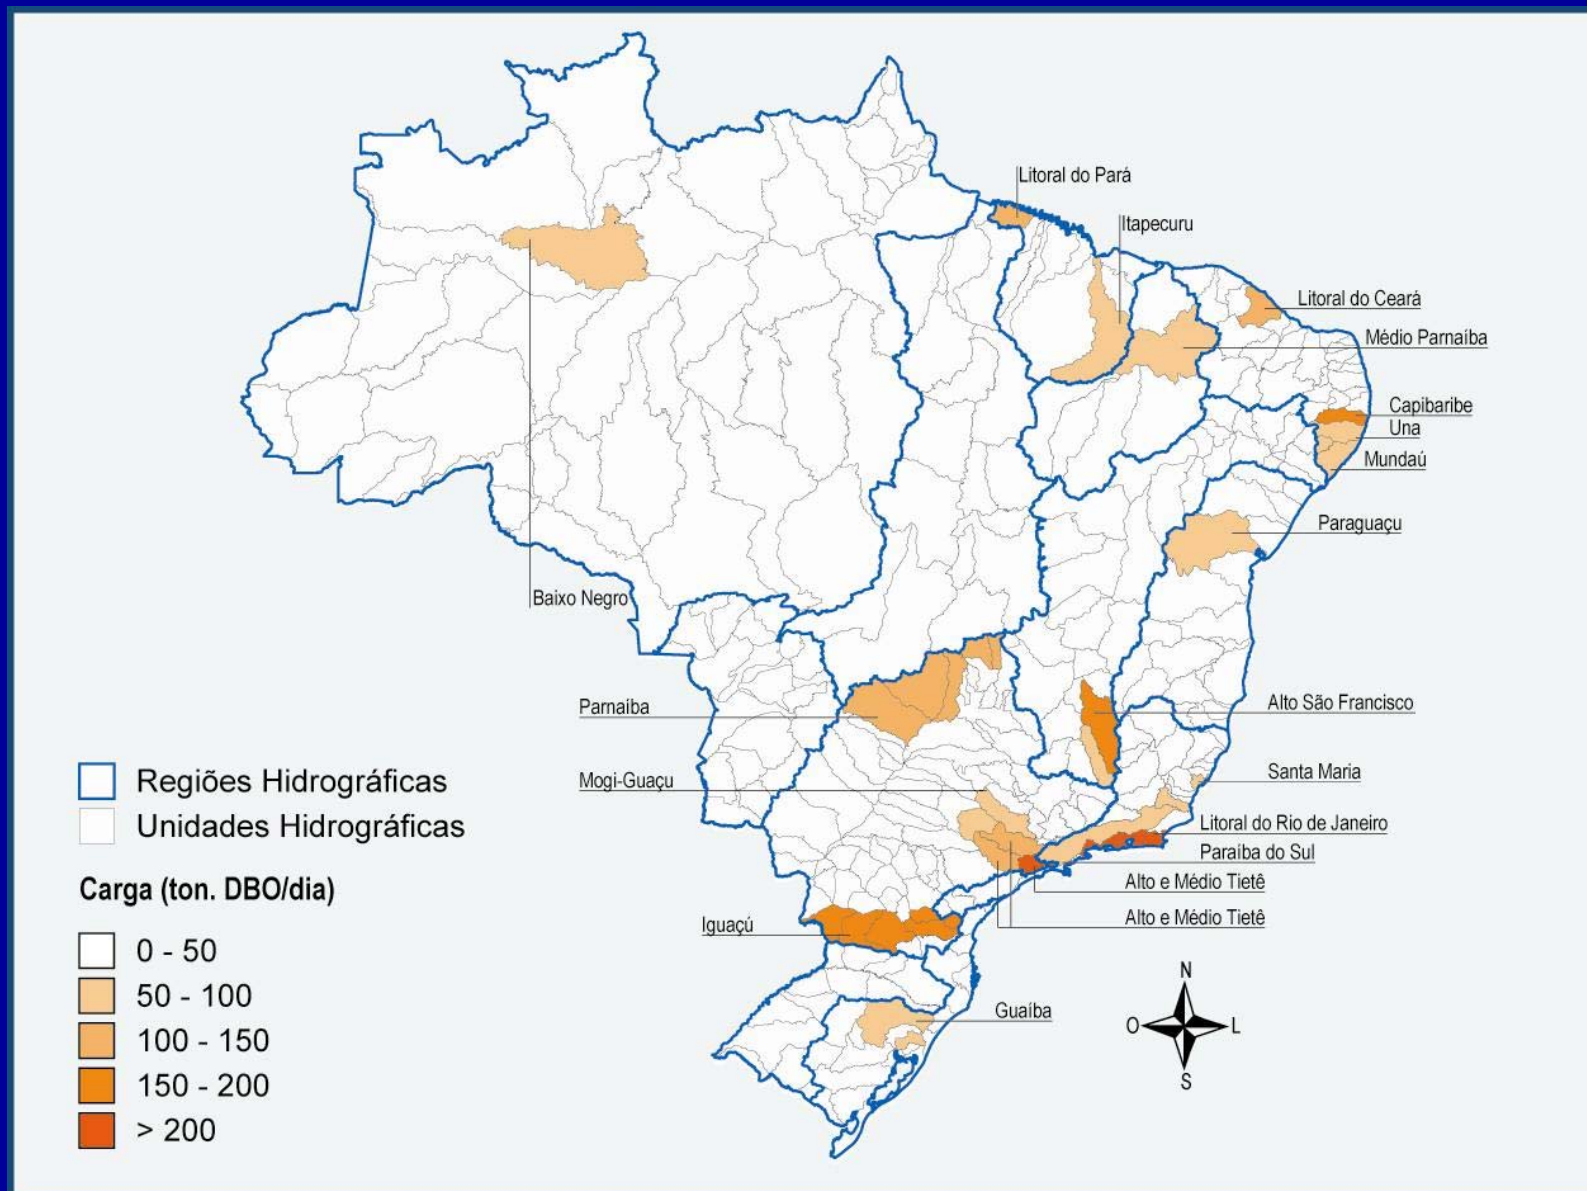 Litoral do Pará
Itapecuru
Litoral do Ceará
Médio Parnaíba
Capibaribe
Una
Mundaú
Paraguaçu
Baixo Negro
Parnaíba
Alto São Francisco
Mogi-Guaçu
Santa Maria
Litoral do Rio de Janeiro
Paraíba do Sul
Alto e Médio Tietê
Alto e Médio Tietê
Iguaçú
Guaíba
Regiões Hidrográficas
Unidades Hidrográficas
Carga (ton. DBO/dia)
0 - 50
50 - 100
100 - 150
150 - 200
> 200
N
O
L
S